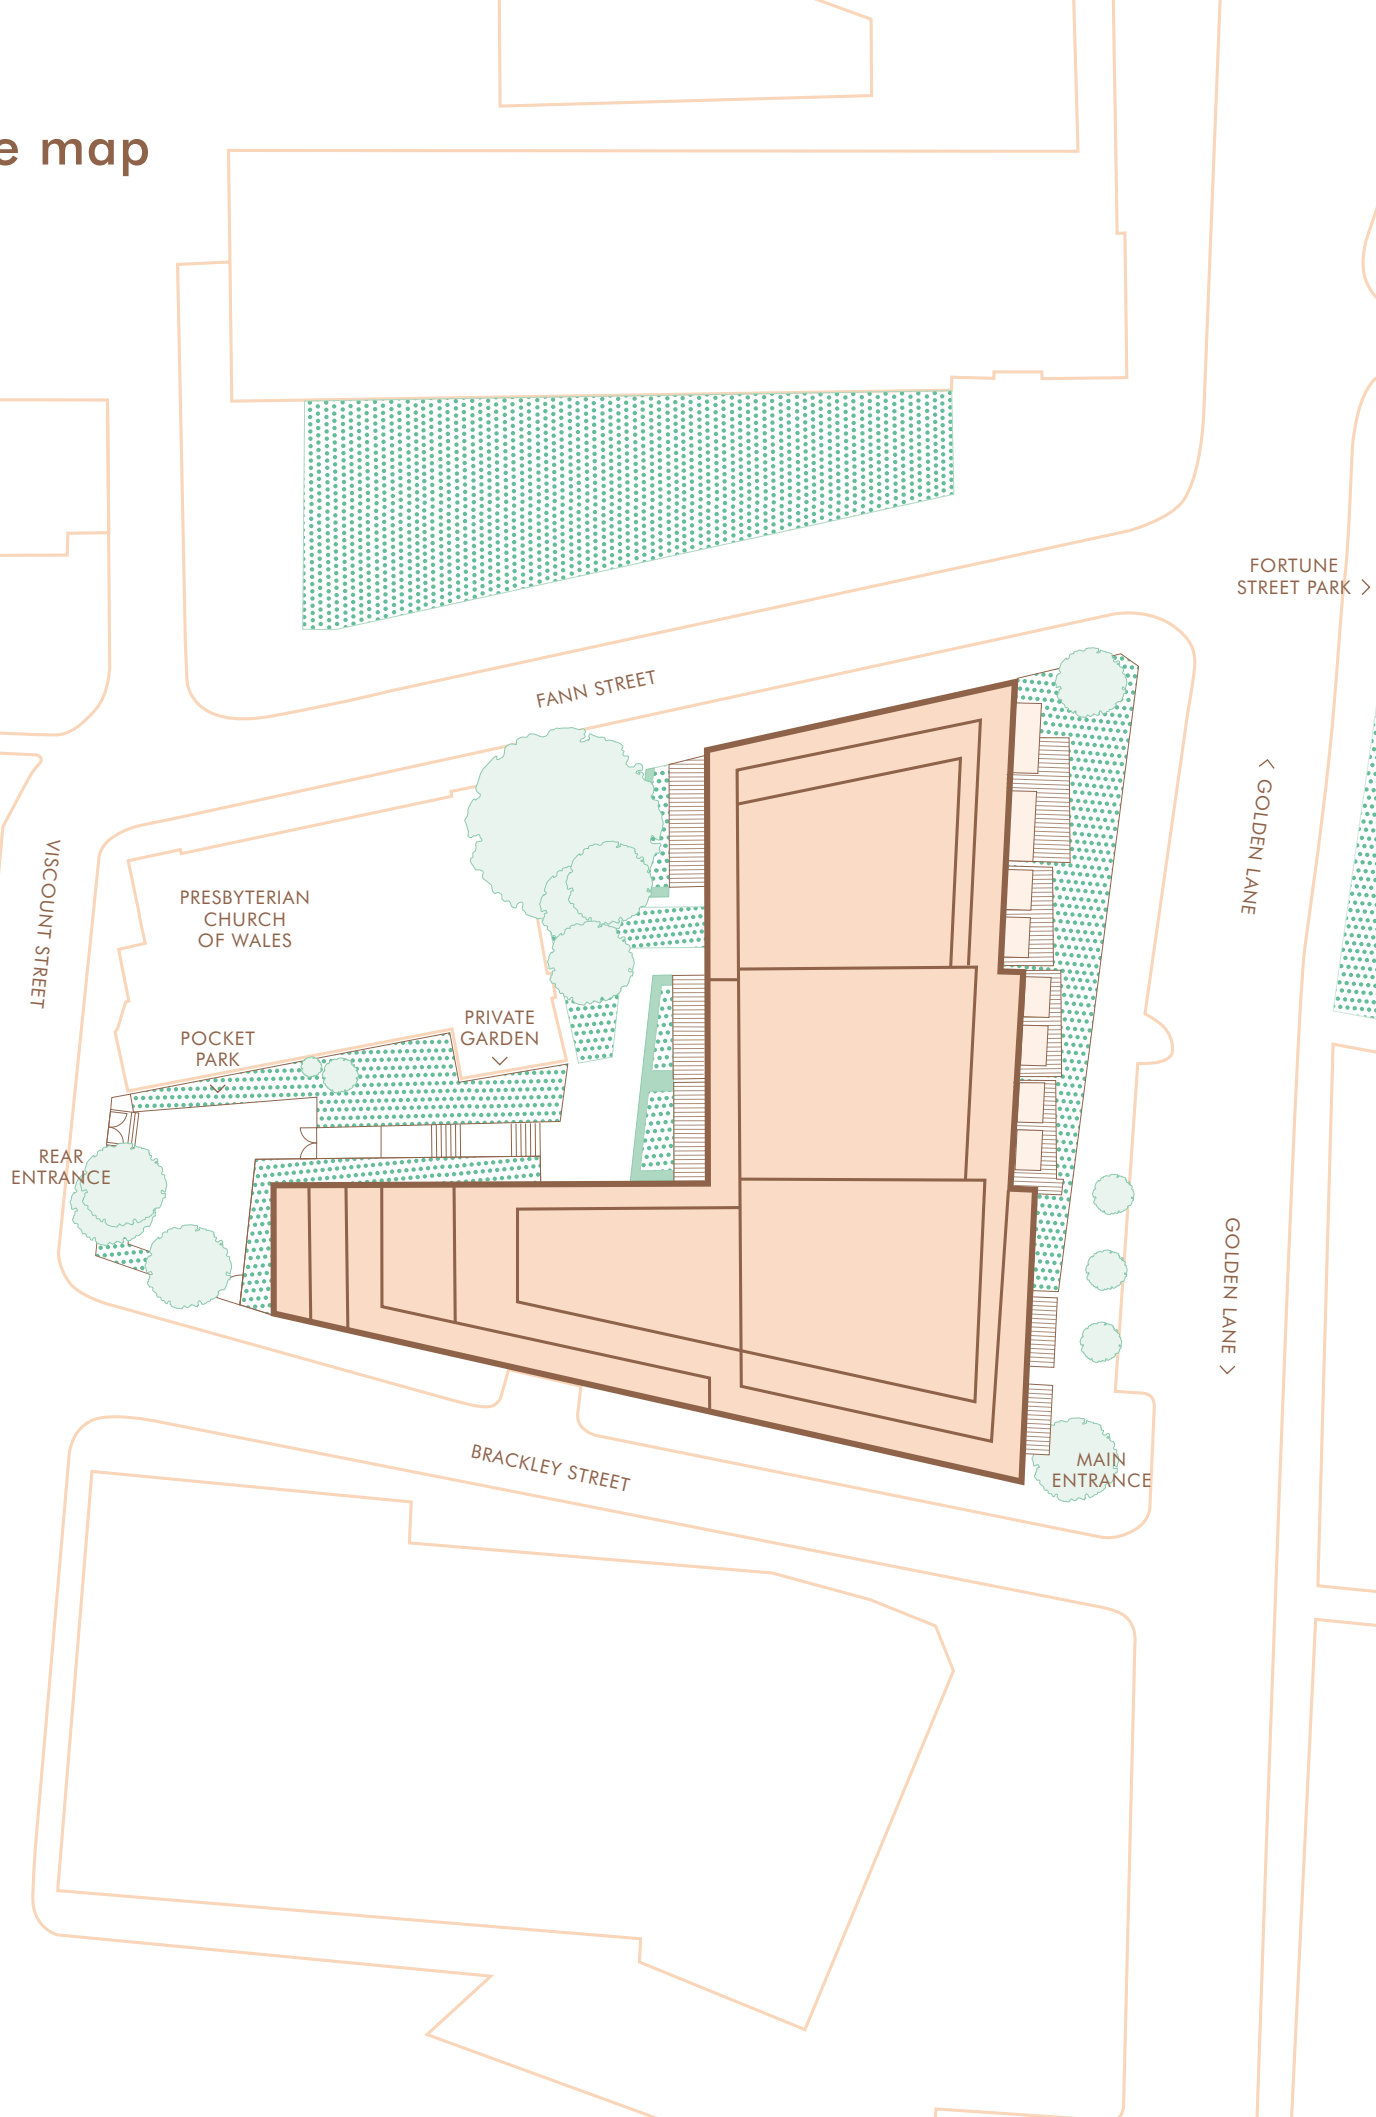 e map
FORTUNE
STREET PARK
FANN STREET
GOLDEN LANE
VISCOUNT STREET
PRESBYTERIAN
CHURCH
OF WALES
PRIVATE
GARDEN
POCKET
PARK
REAR
ENTRANCE
GOLDEN LANE
BRACKLEY STREET
MAIN
ENTRANCE